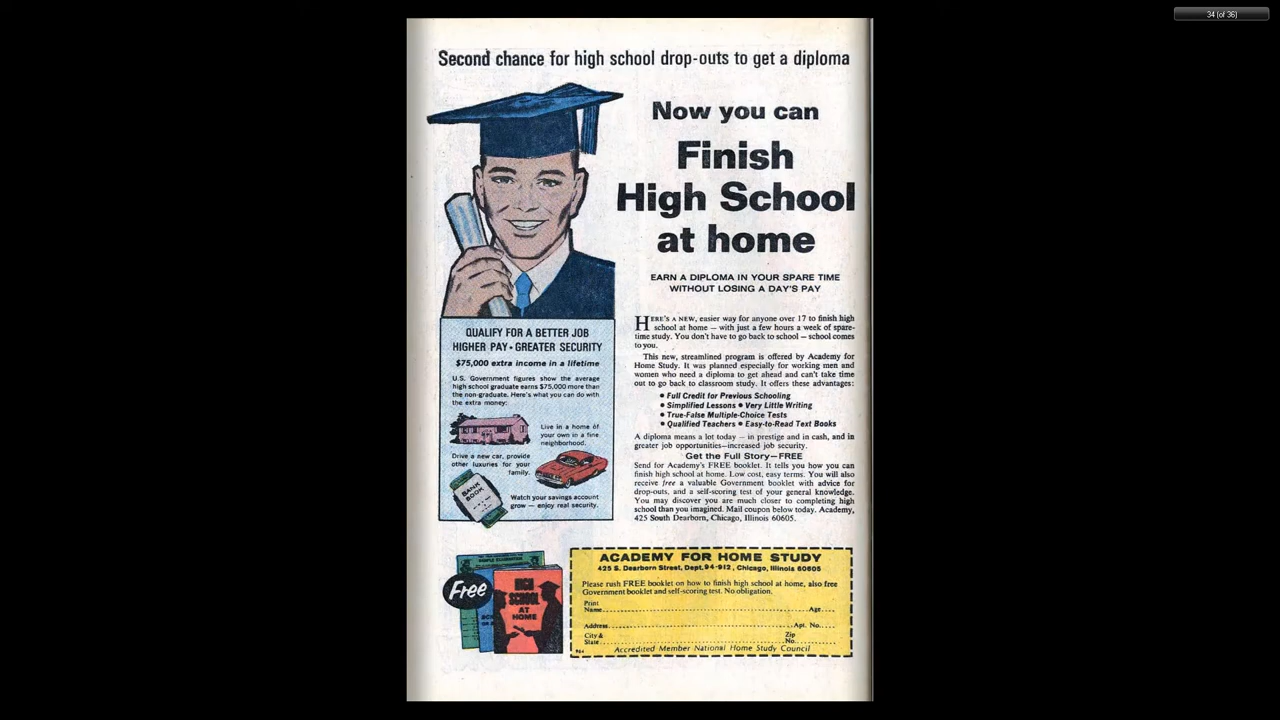 34 (of 36)
Second chance for high school drop-outs to get a diploma
Now you can
Finish
High School
at home
EARN A DIPLOMA IN YOUR SPARE TIME
WITHOUT LOSING A DAY'S PAY
HERE'S A NEW, easier way for anyone over 17 to finish high
school at home — with just a few hours a week of spare-
time study. You don't have to go back to school — school comes
to you.
This new, streamlined program is offered by Academy for
Home Study. It was planned especially for working men and
women who need a diploma to get ahead and can't take time
out to go back to classroom study. It offers these advantages:
• Full Credit for Previous Schooling
• Simplified Lessons • Very Little Writing
• True-False Multiple-Choice Tests
• Qualified Teachers • Easy-to-Read Text Books
A diploma means a lot today — in prestige and in cash, and in
greater job opportunities—increased job security.
Get the Full Story—FREE
Send for Academy's FREE booklet. It tells you how you can
finish high school at home. Low cost, easy terms. You will also
receive free a valuable Government booklet with advice for
drop-outs, and a self-scoring test of your general knowledge.
You may discover you are much closer to completing high
school than you imagined. Mail coupon below today. Academy,
425 South Dearborn, Chicago, Illinois 60605.
QUALIFY FOR A BETTER JOB
HIGHER PAY • GREATER SECURITY
$75,000 extra income in a lifetime
U.S. Government figures show the average
high school graduate earns $75,000 more than
the non-graduate. Here's what you can do with
the extra money:
Live in a home of
your own in a fine
neighborhood.
Drive a new car, provide
other luxuries for your
family.
BANK
BOOK
Watch your savings account
grow — enjoy real security.
Free
HIGH
SCHOOL
AT
HOME
ACADEMY FOR HOME STUDY
425 S. Dearborn Street, Dept. 94-912, Chicago, Illinois 60605
Please rush FREE booklet on how to finish high school at home, also free
Government booklet and self-scoring test. No obligation.
Print
Name Age
Address Apt. No.
City & Zip
State No.
964 Accredited Member National Home Study Council